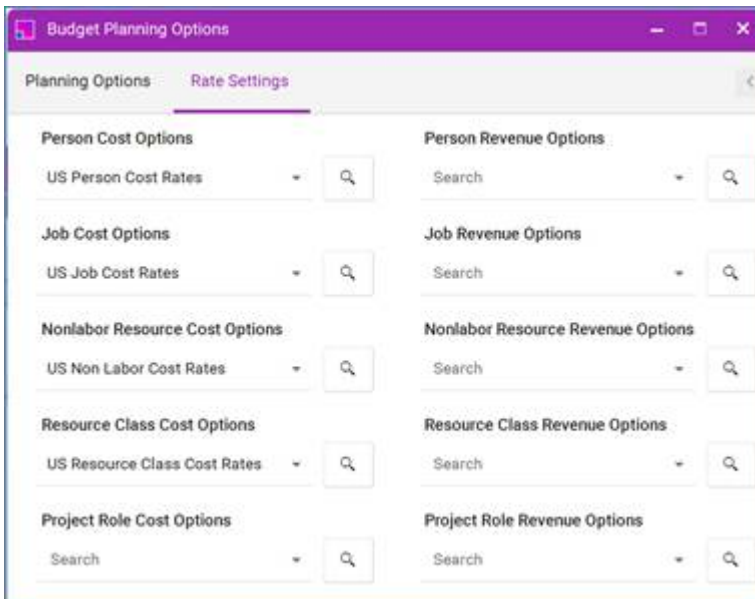 Budget Planning Options
Planning Options Rate Settings
Person Cost Options Person Revenue Options
US Person Cost Rates Search
Job Cost Options Job Revenue Options
US Job Cost Rates Search
Nonlabor Resource Cost Options Nonlabor Resource Revenue Options
US Non Labor Cost Rates Search
Resource Class Cost Options Resource Class Revenue Options
US Resource Class Cost Rates Search
Project Role Cost Options Project Role Revenue Options
Search Search